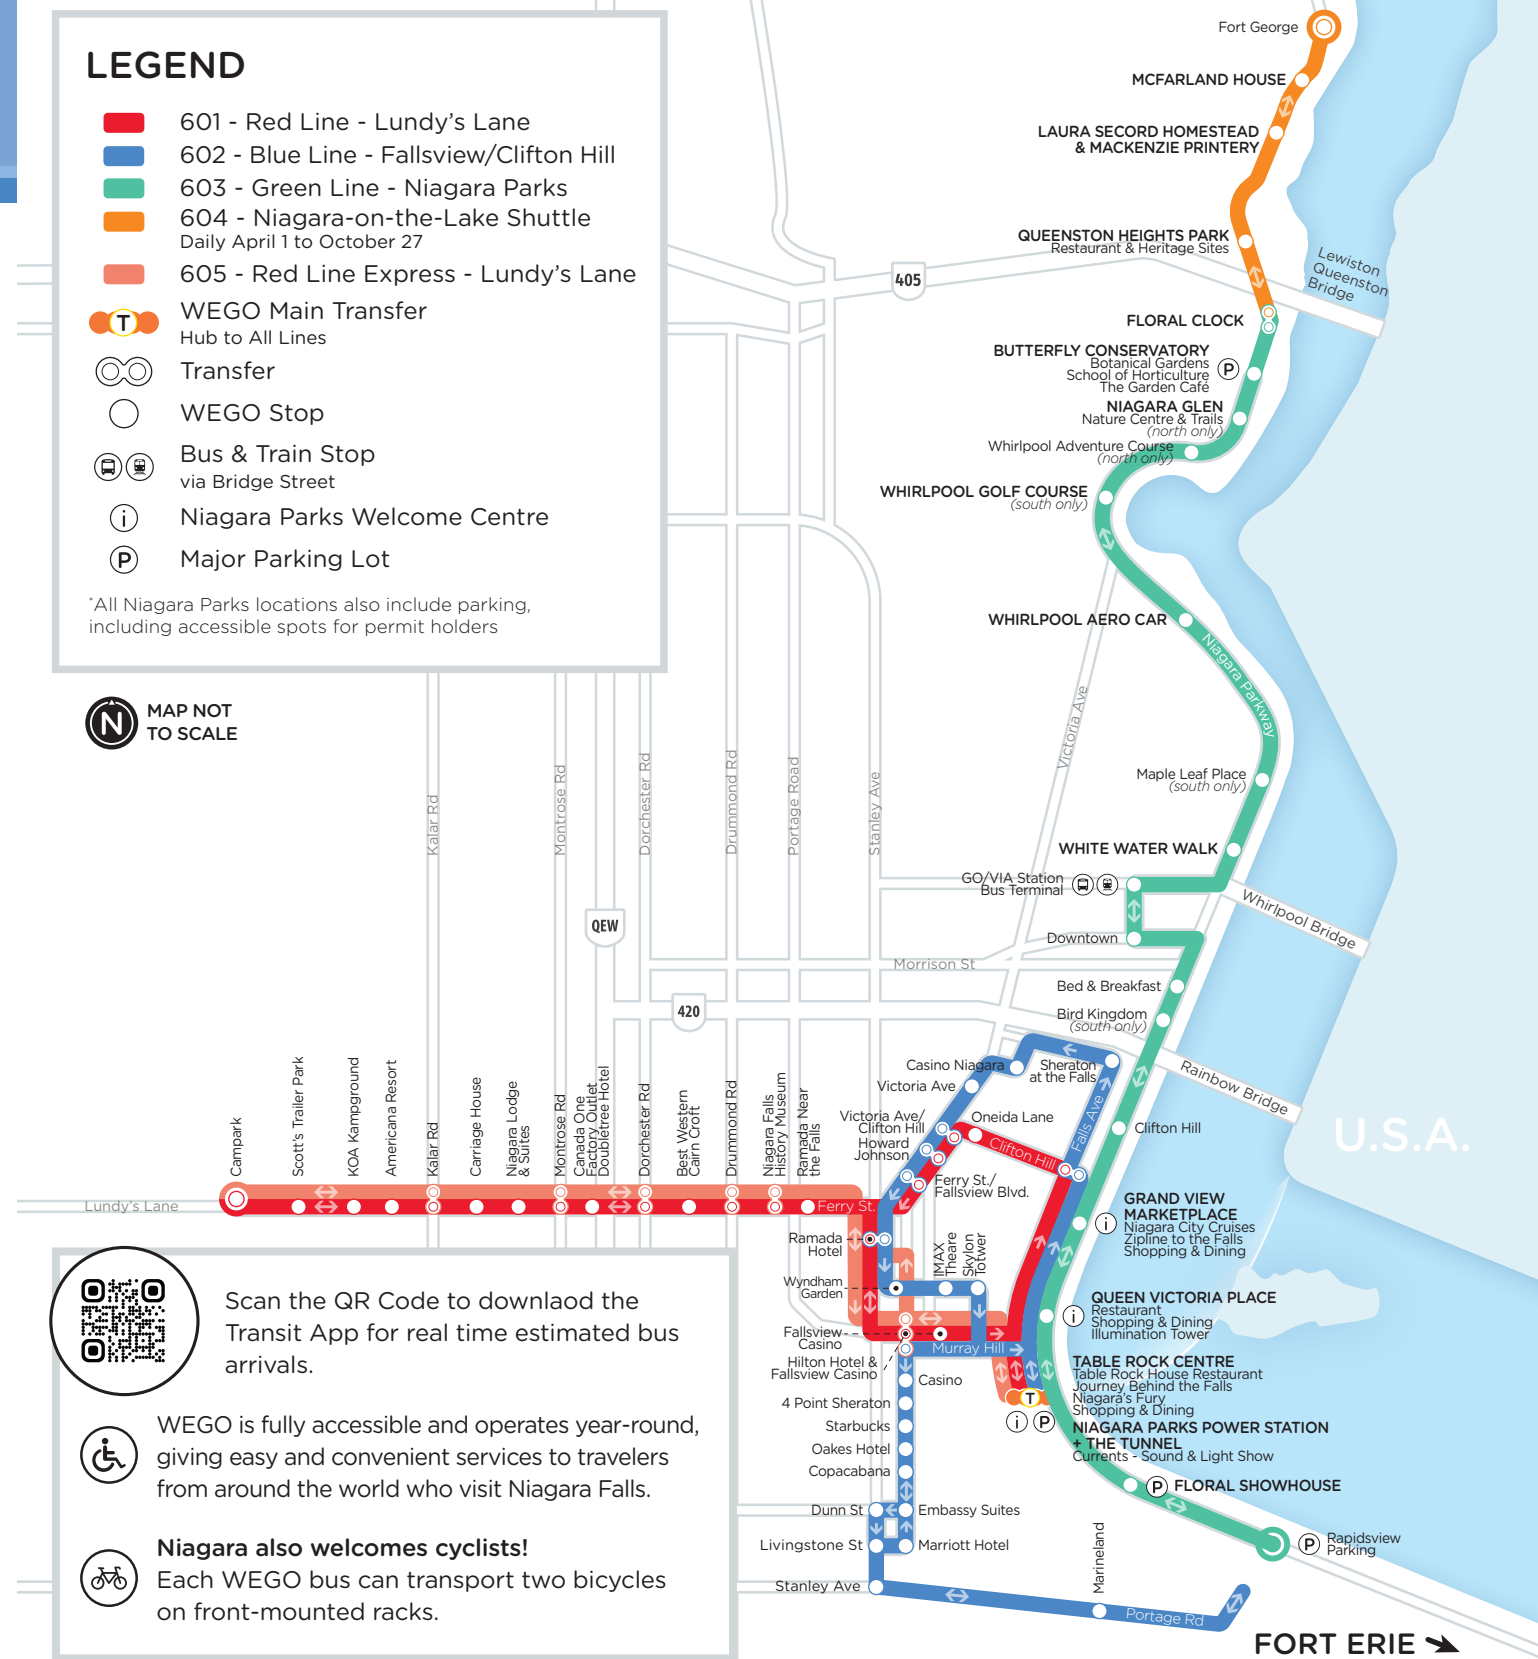 LEGEND
601 - Red Line - Lundy's Lane
602 - Blue Line - Fallsview/Clifton Hill
603 - Green Line - Niagara Parks
604 - Niagara-on-the-Lake Shuttle
Daily April 1 to October 27
605 - Red Line Express - Lundy's Lane
T
WEGO Main Transfer
Hub to All Lines
Transfer
WEGO Stop
Bus & Train Stop
via Bridge Street
i
Niagara Parks Welcome Centre
P
Major Parking Lot
*All Niagara Parks locations also include parking,
including accessible spots for permit holders
N
MAP NOT
TO SCALE
Fort George
MCFARLAND HOUSE
LAURA SECORD HOMESTEAD
& MACKENZIE PRINTERY
QUEENSTON HEIGHTS PARK
Restaurant & Heritage Sites
Lewiston
Queenston
Bridge
405
FLORAL CLOCK
BUTTERFLY CONSERVATORY
Botanical Gardens
School of Horticulture
The Garden Café
P
NIAGARA GLEN
Nature Centre & Trails
(north only)
Whirlpool Adventure Course
(north only)
WHIRLPOOL GOLF COURSE
(south only)
WHIRLPOOL AERO CAR
Niagara Parkway
Victoria Ave
Maple Leaf Place
(south only)
WHITE WATER WALK
GO/VIA Station
Bus Terminal
Whirlpool Bridge
Downtown
Morrison St
Bed & Breakfast
Bird Kingdom
(south only)
Rainbow Bridge
U.S.A.
Kalar Rd
Montrose Rd
Dorchester Rd
Drummond Rd
Portage Road
Stanley Ave
QEW
420
Casino Niagara
Sheraton
at the Falls
Victoria Ave
Victoria Ave/
Clifton Hill
Oneida Lane
Howard
Johnson
Clifton Hill
Falls Ave
Clifton Hill
Ferry St./
Fallsview Blvd.
Campark
Scott's Trailer Park
KOA Kampground
Americana Resort
Kalar Rd
Carriage House
Niagara Lodge
& Suites
Montrose Rd
Canada One
Factory Outlet
Doubletree Hotel
Dorchester Rd
Best Western
Cairn Croft
Drummond Rd
Niagara Falls
History Museum
Ramada Near
the Falls
Lundy's Lane
Ferry St.
Ramada
Hotel
IMAX
Theare
Skylon
Totwer
Wyndham
Garden
Fallsview
Casino
Murray Hill
Hilton Hotel &
Fallsview Casino
Casino
4 Point Sheraton
Starbucks
Oakes Hotel
Copacabana
Dunn St
Embassy Suites
Livingstone St
Marriott Hotel
Stanley Ave
Marineland
Portage Rd
GRAND VIEW
MARKETPLACE
i
Niagara City Cruises
Zipline to the Falls
Shopping & Dining
QUEEN VICTORIA PLACE
i
Restaurant
Shopping & Dining
Illumination Tower
TABLE ROCK CENTRE
Table Rock House Restaurant
Journey Behind the Falls
Niagara's Fury
Shopping & Dining
T
i P
NIAGARA PARKS POWER STATION
+ THE TUNNEL
Currents - Sound & Light Show
P FLORAL SHOWHOUSE
P
Rapidsview
Parking
FORT ERIE
Scan the QR Code to downlaod the
Transit App for real time estimated bus
arrivals.
WEGO is fully accessible and operates year-round,
giving easy and convenient services to travelers
from around the world who visit Niagara Falls.
Niagara also welcomes cyclists!
Each WEGO bus can transport two bicycles
on front-mounted racks.